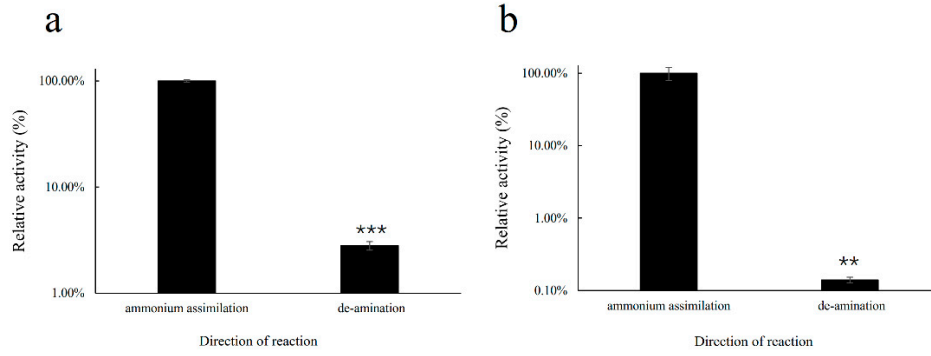 a
Relative activity (%)
100.00%
10.00%
1.00%
***
ammonium assimilation
de-amination
Direction of reaction
b
Relative activity (%)
100.00%
10.00%
1.00%
0.10%
**
ammonium assimilation
de-amination
Direction of reaction